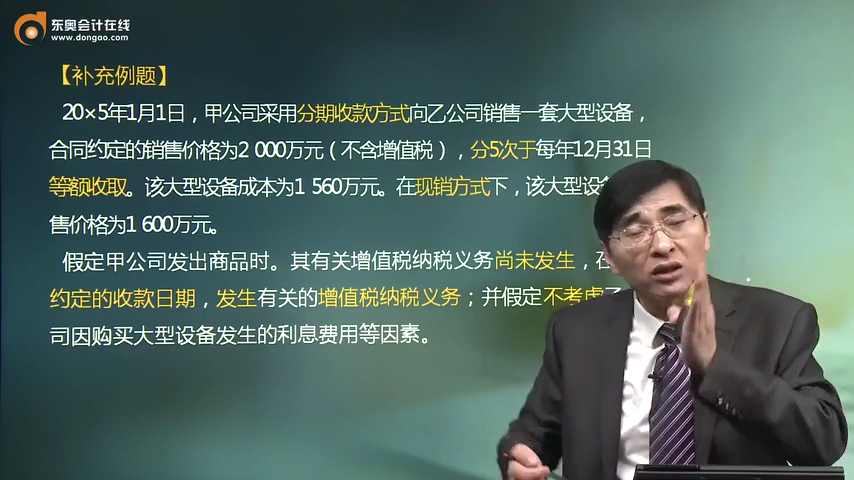 东奥会计在线
www.dongao.com
【补充例题】
20×5年1月1日，甲公司采用分期收款方式向乙公司销售一套大型设备，
合同约定的销售价格为2 000万元（不含增值税），分5次于每年12月31日
等额收取。该大型设备成本为1 560万元。在现销方式下，该大型设
售价格为1 600万元。
假定甲公司发出商品时。其有关增值税纳税义务尚未发生，在
约定的收款日期，发生有关的增值税纳税义务；并假定不考虑
司因购买大型设备发生的利息费用等因素。